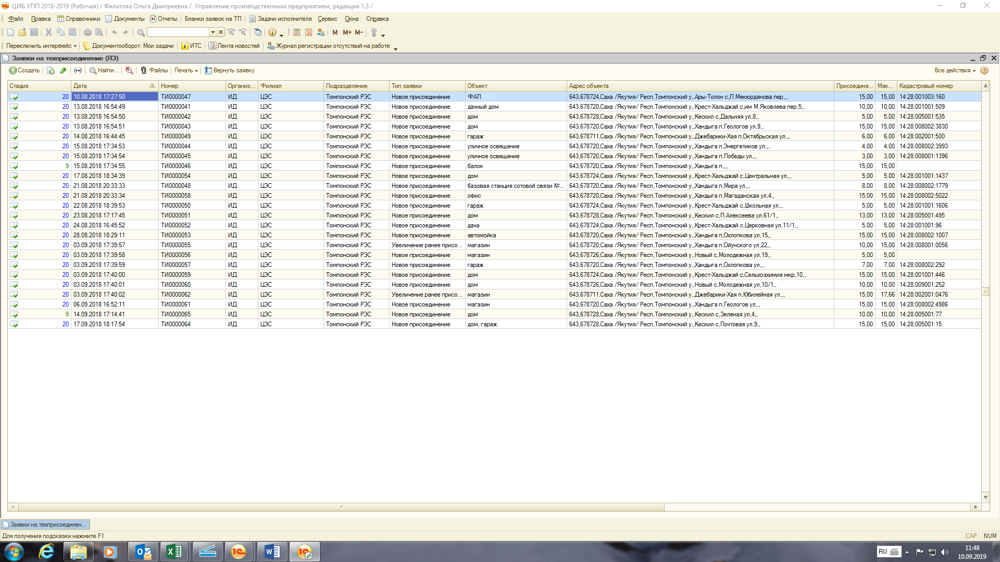 ЦИБ УПП 2018-2019 (Рабочая) / Филатова Ольга Дмитриевна / Управление производственным предприятием, редакция 1.3 /
Файл Правка Справочники Документы Отчеты Бланки заявок на ТП Задачи исполнителя Сервис Окна Справка
M M+ M-
Переключить интерфейс Документооборот: Мои задачи ИТС Лента новостей Журнал регистрации отсутствий на работе
Заявки на техприсоединение (ЯЭ)
Создать Найти... Файлы Печать Вернуть заявку Все действия
Стадия Дата Номер Организ... Филиал Подразделение Тип заявки Объект Адрес объекта Присоединя... Мак... Кадастровый номер
20 10.08.2018 17:27:50 ТИ0000047 ИД ЦЭС Томпонский РЭС Новое присоединение ФАП 643,678724,Саха /Якутия/ Респ,Томпонский у,,Ары-Толон с,П.Мекюрдянова пер,,, 15,00 15,00 14:28:001003:160
20 13.08.2018 16:54:49 ТИ0000041 ИД ЦЭС Томпонский РЭС Новое присоединение дачный дом 643,678720,Саха /Якутия/ Респ,Томпонский у,,Крест-Хальджай с,им М.Яковлева пер,5,, 10,00 10,00 14:28:001001:509
20 13.08.2018 16:54:50 ТИ0000042 ИД ЦЭС Томпонский РЭС Новое присоединение дом 643,678728,Саха /Якутия/ Респ,Томпонский у,,Кескил с,Дальняя ул,8,, 5,00 5,00 14:28:005001:535
20 13.08.2018 16:54:51 ТИ0000043 ИД ЦЭС Томпонский РЭС Новое присоединение дом 643,678720,Саха /Якутия/ Респ,Томпонский у,,Хандыга п,Геологов ул,9,, 15,00 15,00 14:28:008002:3830
20 14.08.2018 16:44:45 ТИ0000049 ИД ЦЭС Томпонский РЭС Новое присоединение гараж 643,678711,Саха /Якутия/ Респ,Томпонский у,,Джебарики-Хая п,Октябрьская ул,,, 6,00 6,00 14:28:002001:500
20 15.08.2018 17:34:53 ТИ0000044 ИД ЦЭС Томпонский РЭС Новое присоединение уличное освещение 643,678720,Саха /Якутия/ Респ,Томпонский у,,Хандыга п,Энергетиков ул,,, 4,00 4,00 14:28:008002:3993
20 15.08.2018 17:34:54 ТИ0000045 ИД ЦЭС Томпонский РЭС Новое присоединение уличное освещение 643,678720,Саха /Якутия/ Респ,Томпонский у,,Хандыга п,Победы ул,,, 3,00 3,00 14:28:008001:1396
9 15.08.2018 17:34:55 ТИ0000046 ИД ЦЭС Томпонский РЭС Новое присоединение балок 643,678720,Саха /Якутия/ Респ,Томпонский у,,Хандыга п,,,, 15,00 15,00
20 17.08.2018 18:34:39 ТИ0000054 ИД ЦЭС Томпонский РЭС Новое присоединение дом 643,678724,Саха /Якутия/ Респ,Томпонский у,,Крест-Хальджай с,Центральная ул,,, 5,00 5,00 14:28:001001:1437
20 21.08.2018 20:33:33 ТИ0000048 ИД ЦЭС Томпонский РЭС Новое присоединение базовая станция сотовой связи №... 643,678720,Саха /Якутия/ Респ,Томпонский у,,Хандыга п,Мира ул,,, 8,00 8,00 14:28:008002:1779
20 21.08.2018 20:33:34 ТИ0000058 ИД ЦЭС Томпонский РЭС Новое присоединение офис 643,678720,Саха /Якутия/ Респ,Томпонский у,,Хандыга п,Магаданская ул,4,, 15,00 15,00 14:28:008002:5022
20 22.08.2018 18:39:53 ТИ0000050 ИД ЦЭС Томпонский РЭС Новое присоединение гараж 643,678724,Саха /Якутия/ Респ,Томпонский у,,Крест-Хальджай с,Школьная ул,,, 5,00 5,00 14:28:001001:1606
20 23.08.2018 17:17:45 ТИ0000051 ИД ЦЭС Томпонский РЭС Новое присоединение дом 643,678728,Саха /Якутия/ Респ,Томпонский у,,Кескил с,П.Алексеева ул,61/1,, 13,00 13,00 14:28:005001:495
20 24.08.2018 16:45:52 ТИ0000052 ИД ЦЭС Томпонский РЭС Новое присоединение дача 643,678724,Саха /Якутия/ Респ,Томпонский у,,Крест-Хальджай с,Церковная ул,11/1,, 5,00 5,00 14:28:001001:96
20 28.08.2018 18:29:11 ТИ0000053 ИД ЦЭС Томпонский РЭС Новое присоединение автомойка 643,678720,Саха /Якутия/ Респ,Томпонский у,,Хандыга п,Охлопкова ул,15,, 15,00 15,00 14:28:008002:1007
20 03.09.2018 17:39:57 ТИ0000055 ИД ЦЭС Томпонский РЭС Увеличение ранее присо... магазин 643,678720,Саха /Якутия/ Респ,Томпонский у,,Хандыга п,Ойунского ул,22,, 10,00 15,00 14:28:008001:0056
20 03.09.2018 17:39:58 ТИ0000056 ИД ЦЭС Томпонский РЭС Новое присоединение магазин 643,678726,Саха /Якутия/ Респ,Томпонский у,,Новый с,Молодежная ул,19,, 5,00 5,00
20 03.09.2018 17:39:59 ТИ0000057 ИД ЦЭС Томпонский РЭС Новое присоединение гараж 643,678720,Саха /Якутия/ Респ,Томпонский у,,Хандыга п,Охлопкова ул,,, 7,00 7,00 14:28:008002:292
20 03.09.2018 17:40:00 ТИ0000059 ИД ЦЭС Томпонский РЭС Новое присоединение дом 643,678724,Саха /Якутия/ Респ,Томпонский у,,Крест-Хальджай с,Сельхозхимия мкр,10,, 15,00 15,00 14:28:001001:446
20 03.09.2018 17:40:01 ТИ0000060 ИД ЦЭС Томпонский РЭС Новое присоединение дом 643,678726,Саха /Якутия/ Респ,Томпонский у,,Новый с,Молодежная ул,10/1,, 10,00 10,00 14:28:009001:252
20 03.09.2018 17:40:02 ТИ0000062 ИД ЦЭС Томпонский РЭС Увеличение ранее присо... магазин 643,678711,Саха /Якутия/ Респ,Томпонский у,,Джебарики-Хая п,Юбилейная ул,,, 15,00 17,66 14:28:002001:0476
20 06.09.2018 16:52:11 ТИ0000061 ИД ЦЭС Томпонский РЭС Новое присоединение магазин 643,678720,Саха /Якутия/ Респ,Томпонский у,,Хандыга п,Геологов ул,,, 15,00 15,00 14:28:008002:4986
9 14.09.2018 17:14:41 ТИ0000065 ИД ЦЭС Томпонский РЭС Новое присоединение дом 643,678728,Саха /Якутия/ Респ,Томпонский у,,Кескил с,Зеленая ул,4,, 10,00 10,00 14:28:005001:77
20 17.09.2018 18:17:54 ТИ0000064 ИД ЦЭС Томпонский РЭС Новое присоединение дом, гараж 643,678728,Саха /Якутия/ Респ,Томпонский у,,Кескил с,Почтовая ул,9,, 15,00 15,00 14:28:005001:15
Заявки на техприсоединен...
Для получения подсказки нажмите F1 CAP NUM
RU 11:48
10.09.2019